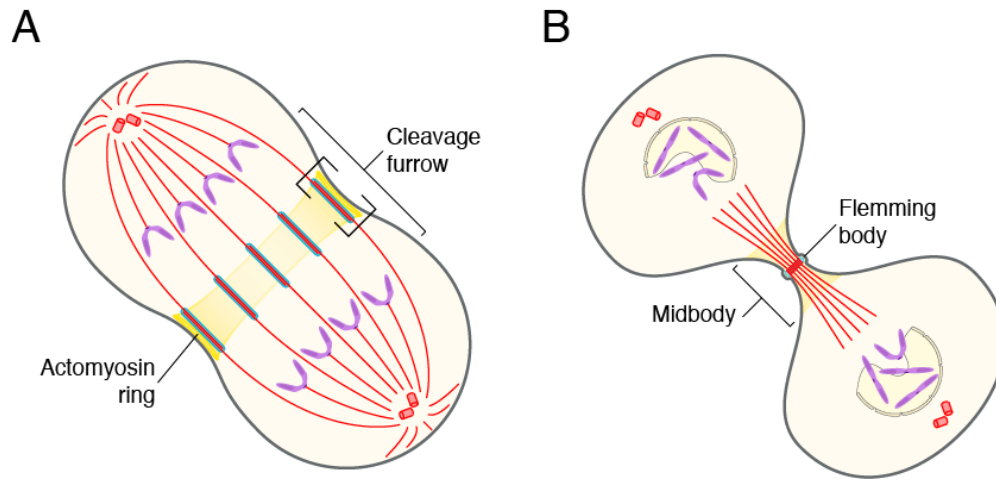 A
Cleavage
furrow
Actomyosin
ring
B
Flemming
body
Midbody